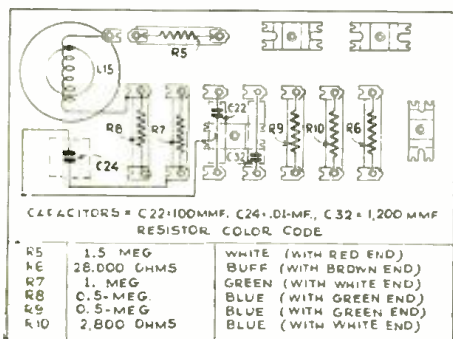 L15
R5
C22
R8
R7
R9
R10
R6
C24
C32
CAPACITORS = C22=100MMF, C24=.01-MF., C32=1,200 MMF
RESISTOR COLOR CODE
R5 1.5 MEG WHITE (WITH RED END)
R6 28,000 OHMS BUFF (WITH BROWN END)
R7 1. MEG GREEN (WITH WHITE END)
R8 0.5-MEG. BLUE (WITH GREEN END)
R9 0.5-MEG BLUE (WITH GREEN END)
R10 2,800 OHMS BLUE (WITH WHITE END)